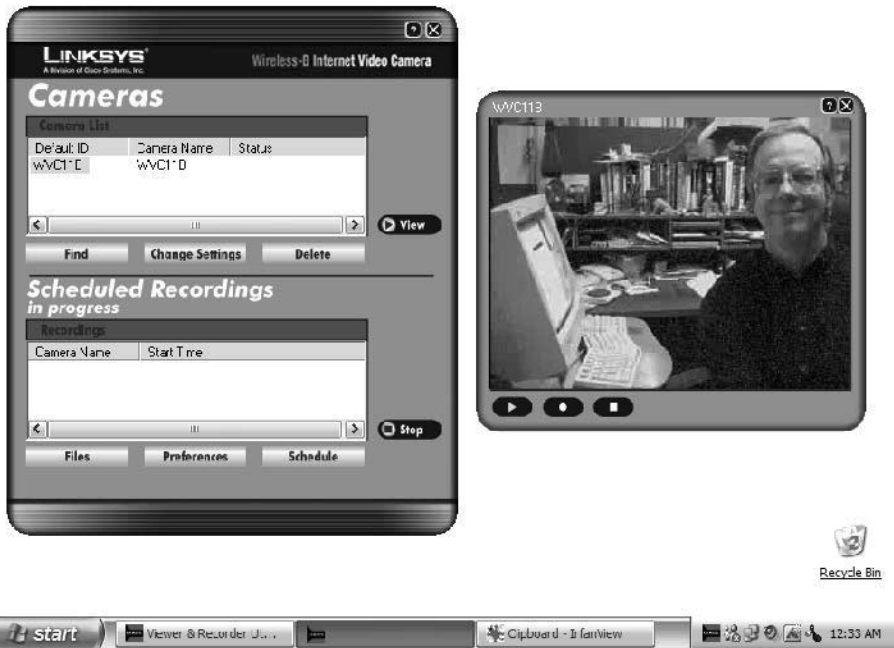 LINKSYS
A Division of Cisco Systems, Inc.
Wireless-B Internet Video Camera
Cameras
Camera List
Default ID Camera Name Status
View
Find Change Settings Delete
Scheduled Recordings
in progress
Recordings
Camera Name Start Time
Stop
Files Preferences Schedule
WVC113
Recycle Bin
start
Viewer & Recorder Ut...
Clipboard - IrfanView
12:33 AM